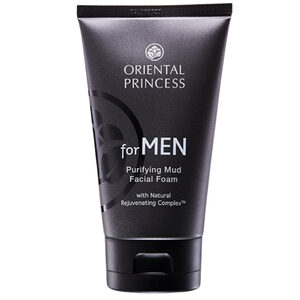 ORIENTAL
PRINCESS
for MEN
Purifying Mud
Facial Foam
with Natural
Rejuvenating Complex™